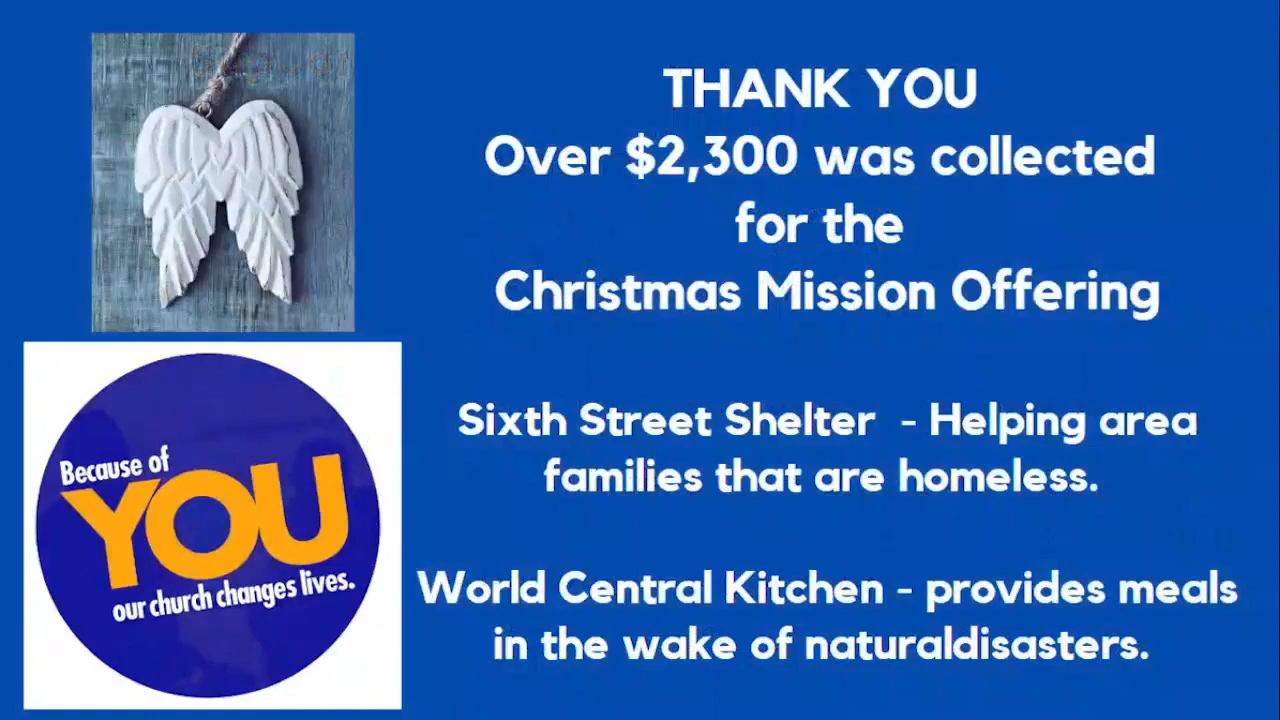 THANK YOU
Over $2,300 was collected
for the
Christmas Mission Offering
Sixth Street Shelter - Helping area
families that are homeless.
World Central Kitchen - provides meals
in the wake of naturaldisasters.
Because of
YOU
our church changes lives.